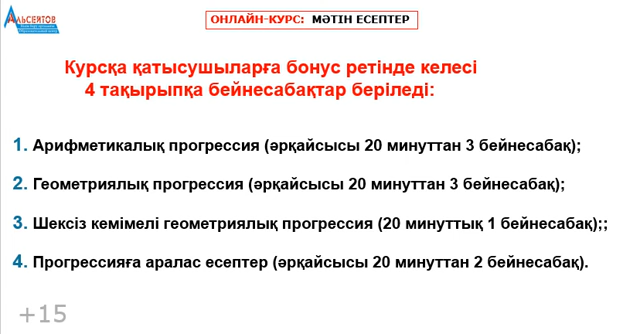 АЛЬСЕИТОВ
ОНЛАЙН-КУРС: МӘТІН ЕСЕПТЕР
Курсқа қатысушыларға бонус ретінде келесі
4 тақырыпқа бейнесабақтар беріледі:
1. Арифметикалық прогрессия (әрқайсысы 20 минуттан 3 бейнесабақ);
2. Геометриялық прогрессия (әрқайсысы 20 минуттан 3 бейнесабақ);
3. Шексіз кемімелі геометриялық прогрессия (20 минуттық 1 бейнесабақ);;
4. Прогрессияға аралас есептер (әрқайсысы 20 минуттан 2 бейнесабақ).
+15